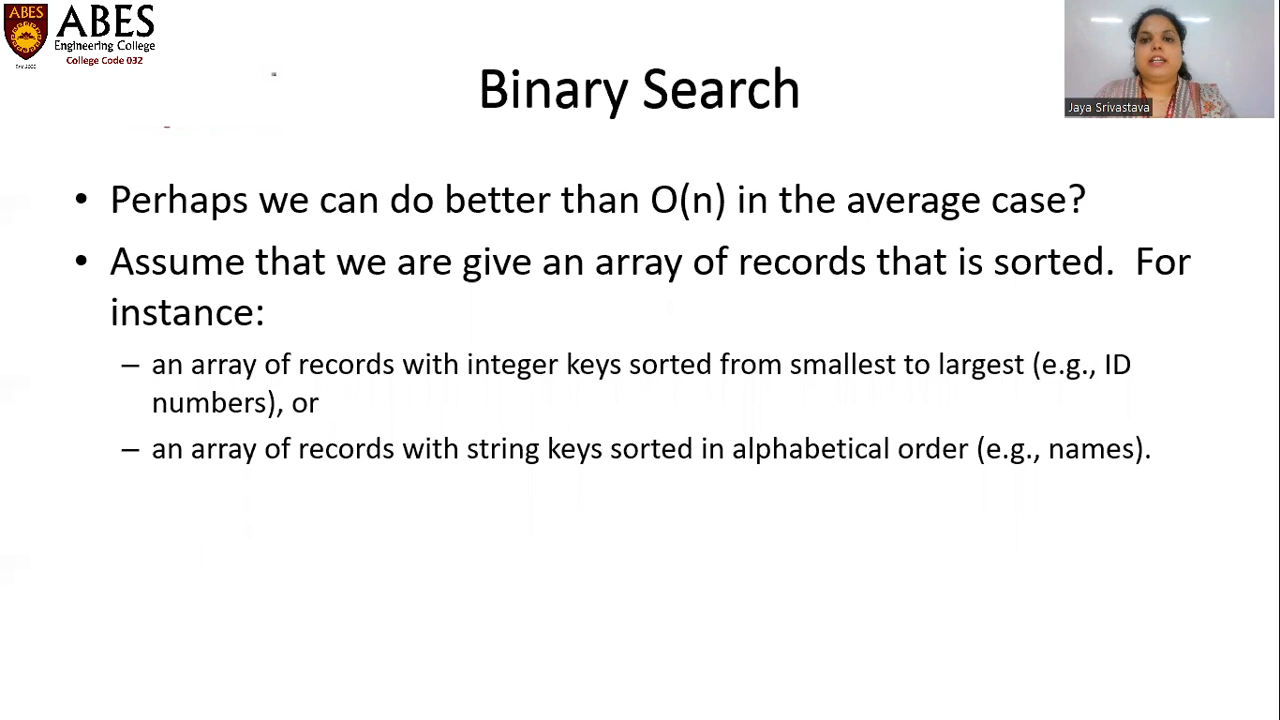 ABES
ABES
Engineering College
College Code 032
Binary Search
Jaya Srivastava
• Perhaps we can do better than O(n) in the average case?
• Assume that we are give an array of records that is sorted. For
instance:
– an array of records with integer keys sorted from smallest to largest (e.g., ID
numbers), or
– an array of records with string keys sorted in alphabetical order (e.g., names).